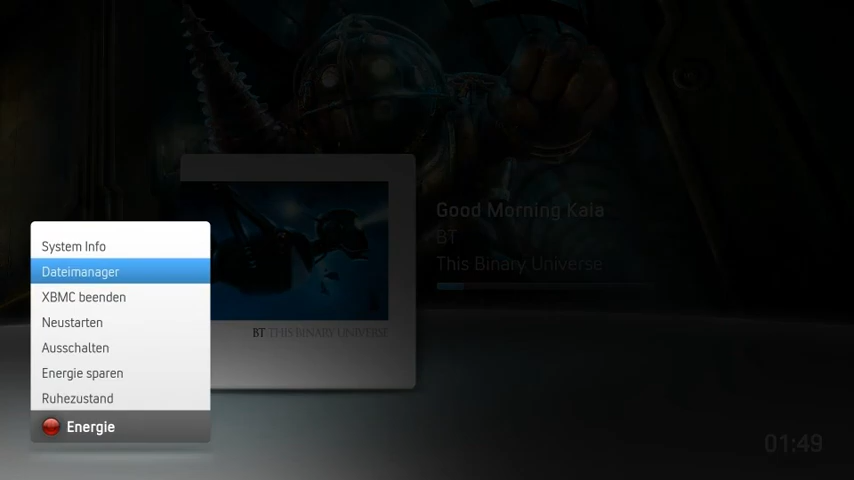 Good Morning Kaia
BT
This Binary Universe
BT THIS BINARY UNIVERSE
System Info
Dateimanager
XBMC beenden
Neustarten
Ausschalten
Energie sparen
Ruhezustand
Energie
01:49